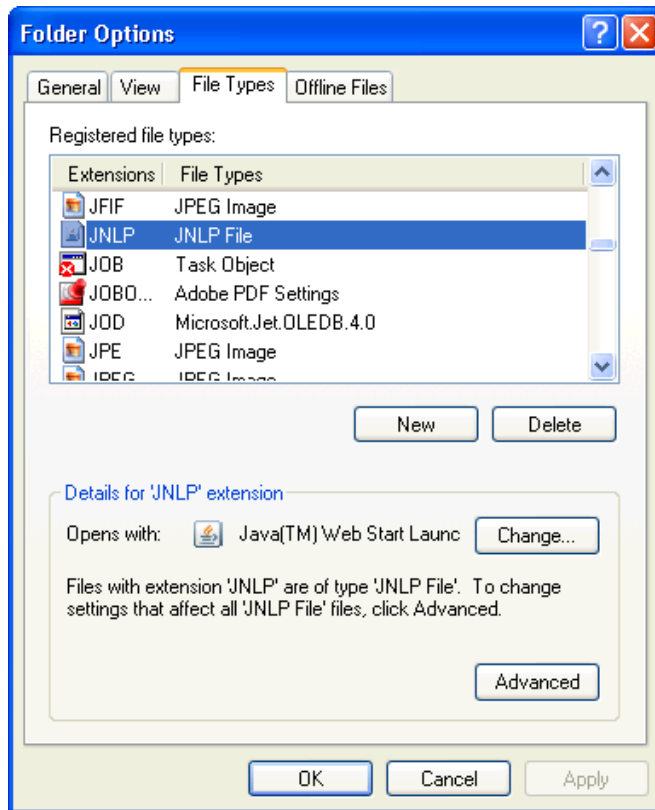 Folder Options
General View File Types Offline Files
Registered file types:
Extensions File Types
JFIF JPEG Image
JNLP JNLP File
JOB Task Object
JOBO... Adobe PDF Settings
JOD Microsoft.Jet.OLEDB.4.0
JPE JPEG Image
JPEG JPEG Image
New Delete
Details for 'JNLP' extension
Opens with: Java(TM) Web Start Launc Change...
Files with extension 'JNLP' are of type 'JNLP File'. To change
settings that affect all 'JNLP File' files, click Advanced.
Advanced
OK Cancel Apply